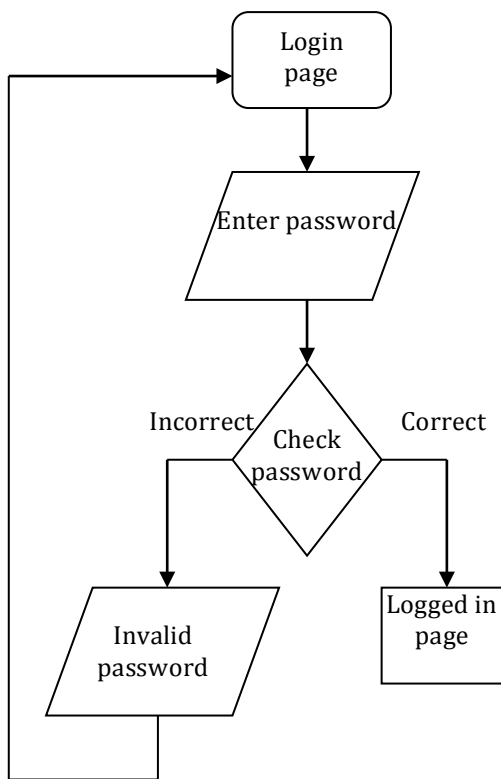 Login
page
Enter password
Incorrect
Correct
Check
password
Invalid
password
Logged in
page